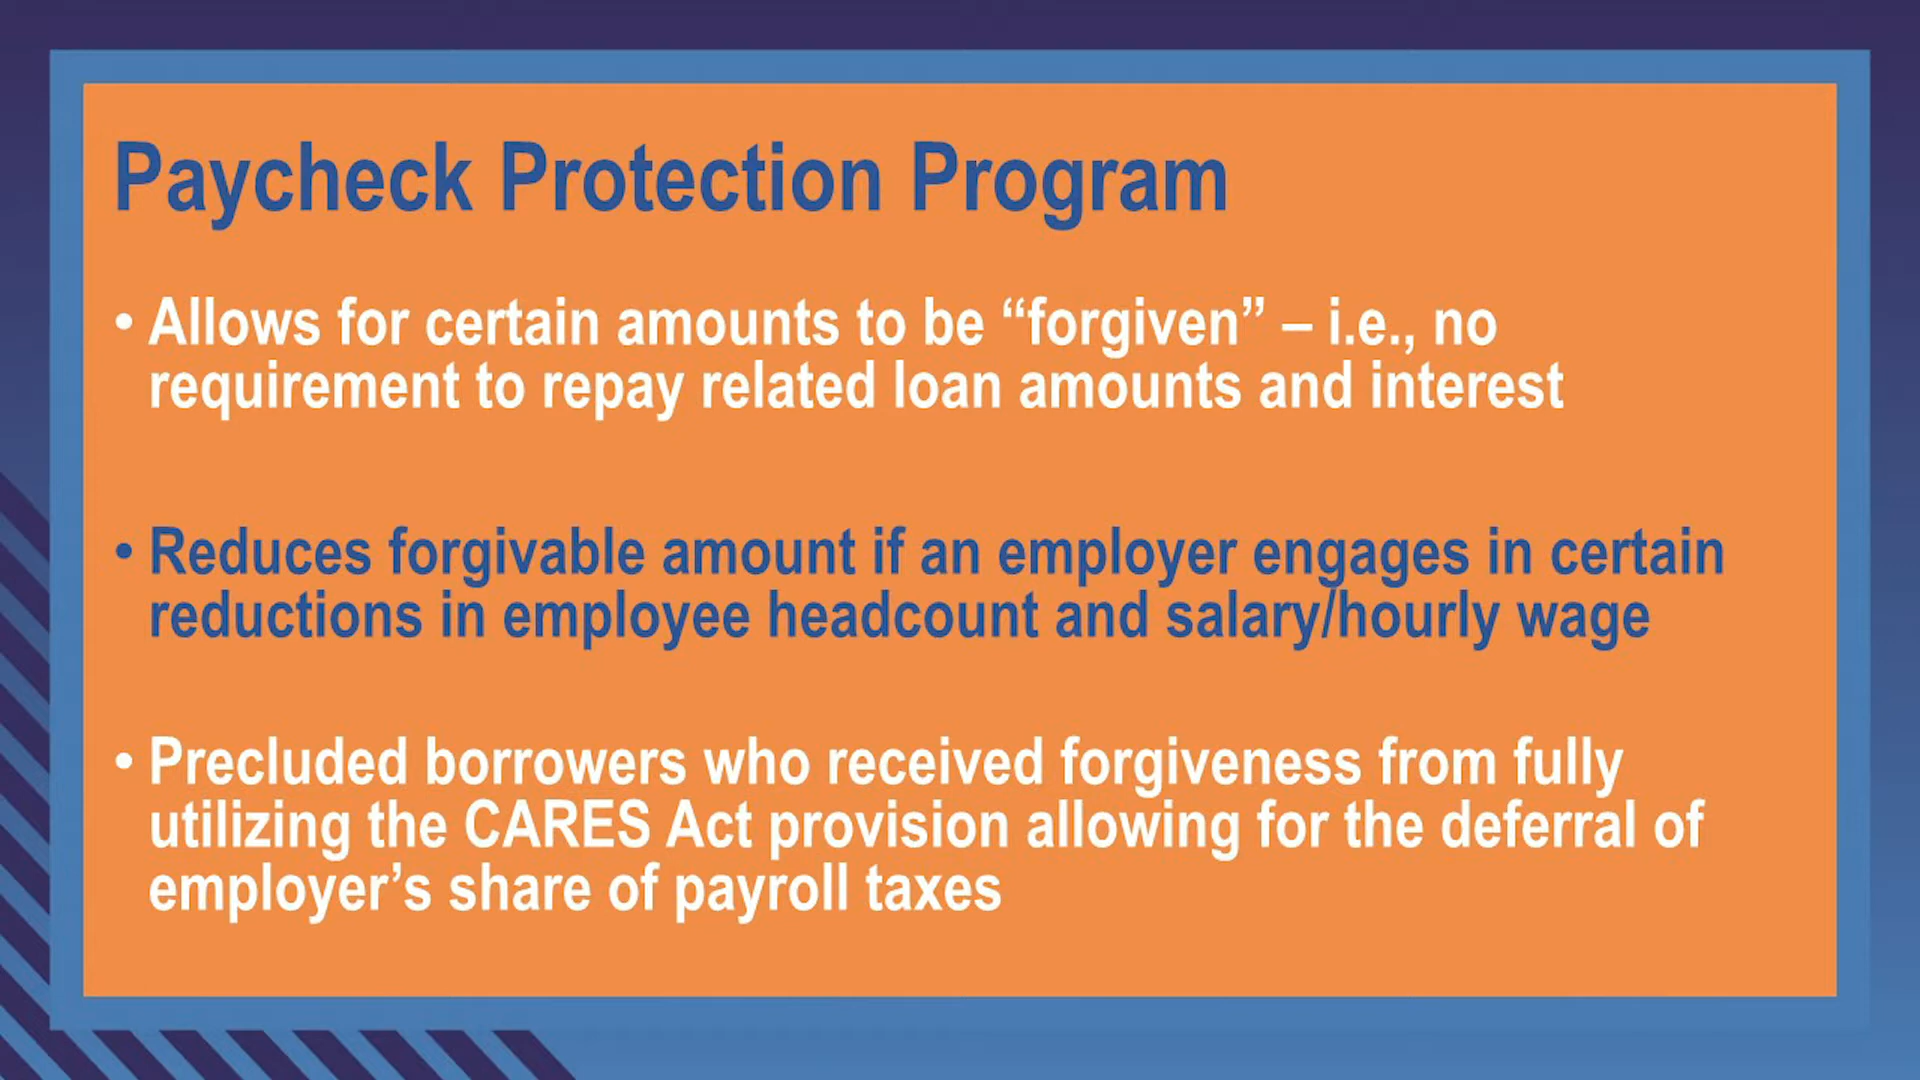 Paycheck Protection Program
• Allows for certain amounts to be “forgiven” – i.e., no
requirement to repay related loan amounts and interest
• Reduces forgivable amount if an employer engages in certain
reductions in employee headcount and salary/hourly wage
• Precluded borrowers who received forgiveness from fully
utilizing the CARES Act provision allowing for the deferral of
employer’s share of payroll taxes